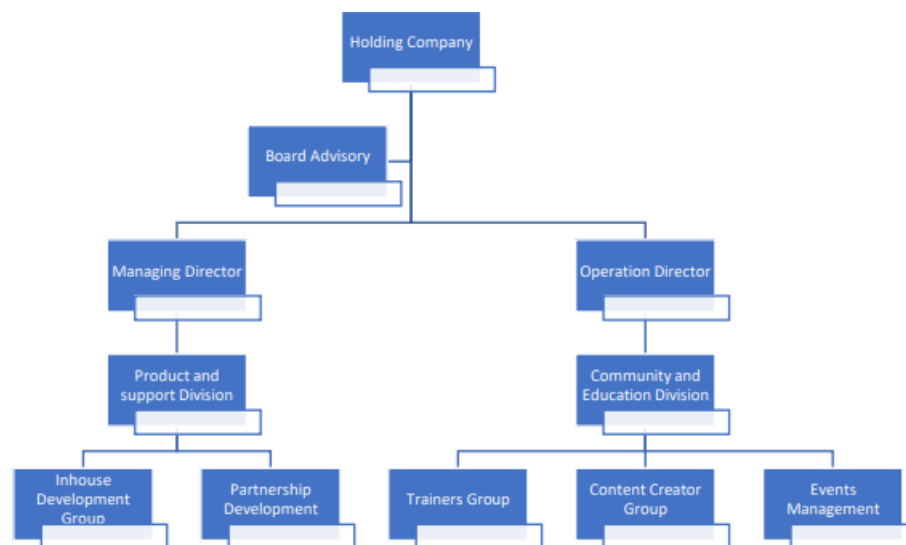 Holding Company
Board Advisory
Managing Director
Operation Director
Product and
support Division
Community and
Education Division
Inhouse
Development
Group
Partnership
Development
Trainers Group
Content Creator
Group
Events
Management